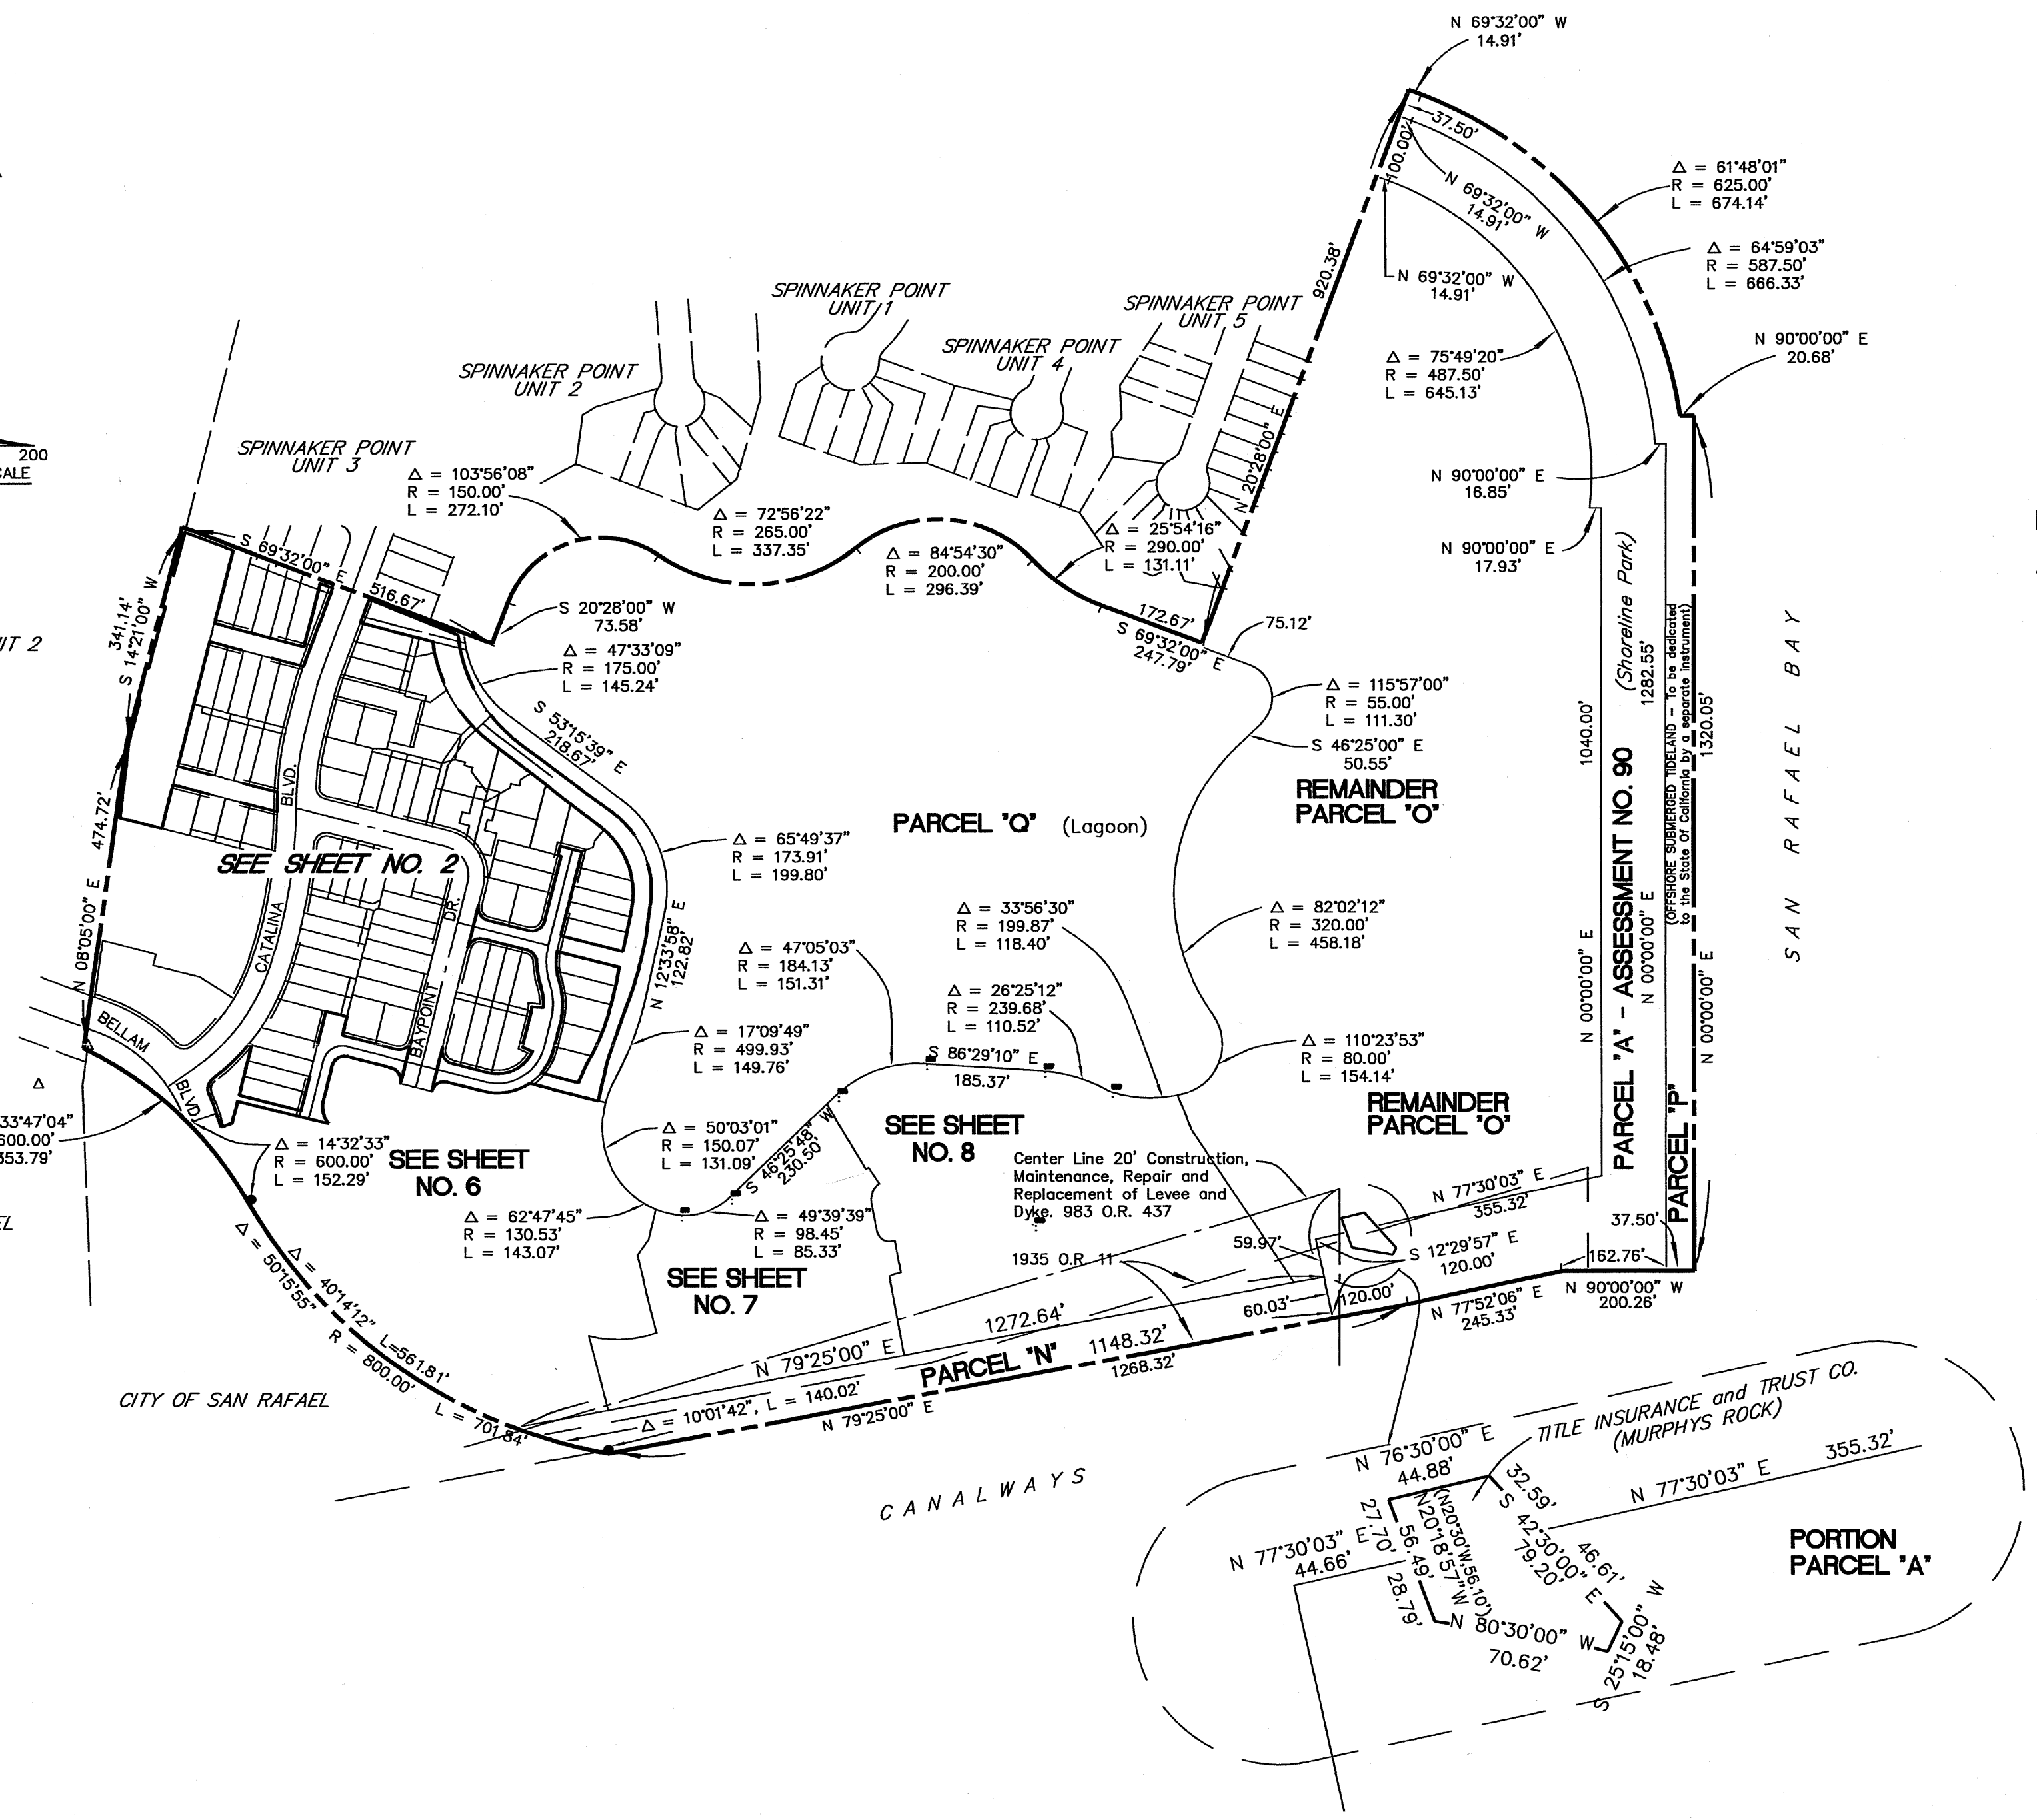 N 69°32'00" W
14.91'
37.50'
100.00'
N 69°32'00" W
14.91'
Δ = 61°48'01"
R = 625.00'
L = 674.14'
Δ = 64°59'03"
R = 587.50'
L = 666.33'
N 69°32'00" W
14.91'
920.38'
N 20°28'00" E
N 90°00'00" E
20.68'
Δ = 75°49'20"
R = 487.50'
L = 645.13'
N 90°00'00" E
16.85'
N 90°00'00" E
17.93'
SPINNAKER POINT
UNIT 1
SPINNAKER POINT
UNIT 5
SPINNAKER POINT
UNIT 4
SPINNAKER POINT
UNIT 2
SPINNAKER POINT
UNIT 3
200
CALE
Δ = 103°56'08"
R = 150.00'
L = 272.10'
Δ = 72°56'22"
R = 265.00'
L = 337.35'
Δ = 84°54'30"
R = 200.00'
L = 296.39'
Δ = 25°54'16"
R = 290.00'
L = 131.11'
S 69°32'00" E
516.67'
S 20°28'00" W
73.58'
172.67'
S 69°32'00" E
247.79'
75.12'
341.14'
S 14°21'00" W
IT 2
Δ = 47°33'09"
R = 175.00'
L = 145.24'
S 53°15'39" E
218.67'
Δ = 115°57'00"
R = 55.00'
L = 111.30'
S 46°25'00" E
50.55'
REMAINDER
PARCEL "O"
PARCEL "Q" (Lagoon)
474.72'
N 08°05'00" E
SEE SHEET NO. 2
CATALINA
BLVD.
BAYPOINT
DR.
BELLAM
BLVD
Δ = 65°49'37"
R = 173.91'
L = 199.80'
N 12°33'58" E
122.82'
Δ = 47°05'03"
R = 184.13'
L = 151.31'
Δ = 33°56'30"
R = 199.87'
L = 118.40'
Δ = 26°25'12"
R = 239.68'
L = 110.52'
Δ = 82°02'12"
R = 320.00'
L = 458.18'
Δ = 17°09'49"
R = 499.93'
L = 149.76'
S 86°29'10" E
185.37'
Δ = 110°23'53"
R = 80.00'
L = 154.14'
REMAINDER
PARCEL "O"
1040.00'
N 00°00'00" E
(Shoreline Park)
1282.55'
N 00°00'00" E
PARCEL "A" - ASSESSMENT NO. 90
(OFFSHORE SUBMERGED TIDELAND - To be dedicated
to the State Of California by a separate instrument)
PARCEL "P"
1320.05'
N 00°00'00" E
SAN RAFAEL BAY
Δ
33°47'04"
600.00'
353.79'
EL
Δ = 14°32'33"
R = 600.00'
L = 152.29'
SEE SHEET
NO. 6
Δ = 50°03'01"
R = 150.07'
L = 131.09'
S 46°25'48" W
230.50'
SEE SHEET
NO. 8
Center Line 20' Construction,
Maintenance, Repair and
Replacement of Levee and
Dyke. 983 O.R. 437
Δ = 62°47'45"
R = 130.53'
L = 143.07'
Δ = 49°39'39"
R = 98.45'
L = 85.33'
SEE SHEET
NO. 7
1935 O.R. 11
N 77°30'03" E
355.32'
37.50'
59.97'
S 12°29'57" E
120.00'
162.76'
N 90°00'00" W
200.26'
60.03'
120.00'
N 77°52'06" E
245.33'
Δ = 40°14'12" L=561.81'
Δ = 50°15'55"
R = 800.00'
L = 701.84'
N 79°25'00" E
1272.64'
PARCEL "N"
1148.32'
1268.32'
Δ = 10°01'42", L = 140.02'
N 79°25'00" E
CITY OF SAN RAFAEL
CANALWAYS
TITLE INSURANCE and TRUST CO.
(MURPHYS ROCK)
N 76°30'00" E
44.88'
32.59'
N 77°30'03" E
355.32'
N 77°30'03" E
44.66'
27.70'
56.49'
28.79'
N20°18'57"W
(N20°30'W,56.10')
S 42°30'00" E
79.20'
46.61'
N 80°30'00" W
70.62'
S 25°15'00" W
18.48'
PORTION
PARCEL "A"